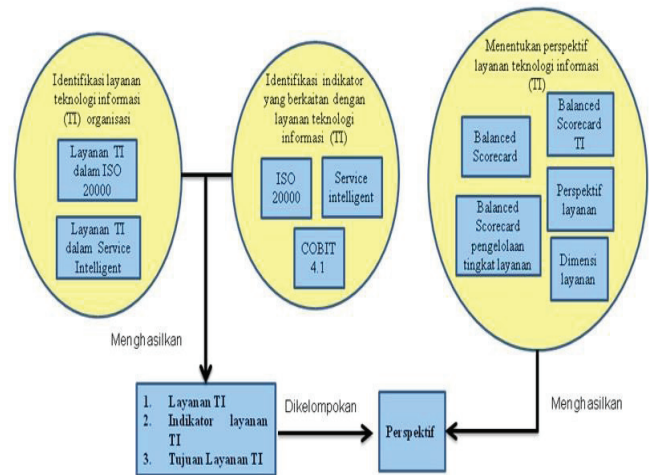 Identifikasi layanan
teknologi informasi
(TI) organisasi
Layanan TI
dalam ISO
20000
Layanan TI
dalam Service
Intelligent
Identifikasi indikator
yang berkaitan dengan
layanan teknologi
informasi (TI)
ISO
20000
Service
intelligent
COBIT
4.1
Menentukan perspektif
layanan teknologi informasi
(TI)
Balanced
Scorecard
Balanced
Scorecard
TI
Balanced
Scorecard
pengelolaan
tingkat layanan
Perspektif
layanan
Dimensi
layanan
Menghasilkan
1. Layanan TI
2. Indikator layanan
TI
3. Tujuan Layanan TI
Dikelompokan
Perspektif
Menghasilkan